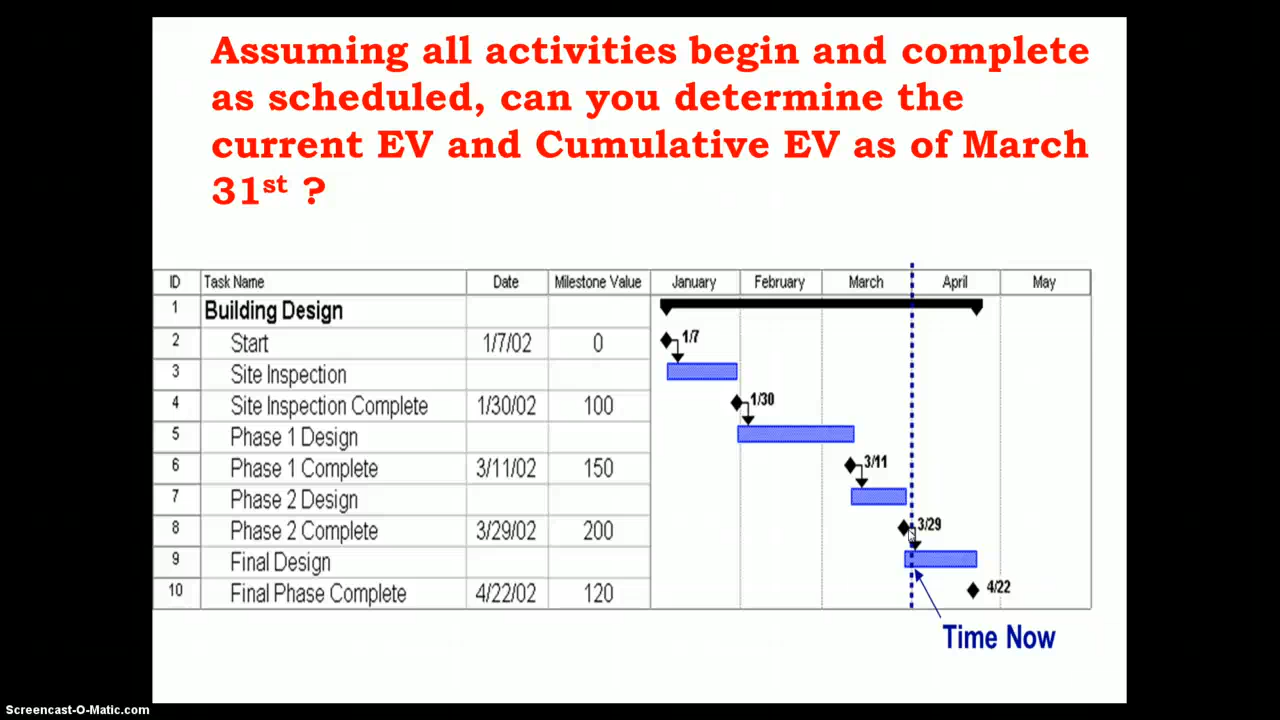 Assuming all activities begin and complete
as scheduled, can you determine the
current EV and Cumulative EV as of March
31st ?
ID Task Name Date Milestone Value January February March April May
1 Building Design
2 Start 1/7/02 0 1/7
3 Site Inspection
4 Site Inspection Complete 1/30/02 100 1/30
5 Phase 1 Design
6 Phase 1 Complete 3/11/02 150 3/11
7 Phase 2 Design
8 Phase 2 Complete 3/29/02 200 3/29
9 Final Design
10 Final Phase Complete 4/22/02 120 4/22
Time Now
Screencast-O-Matic.com